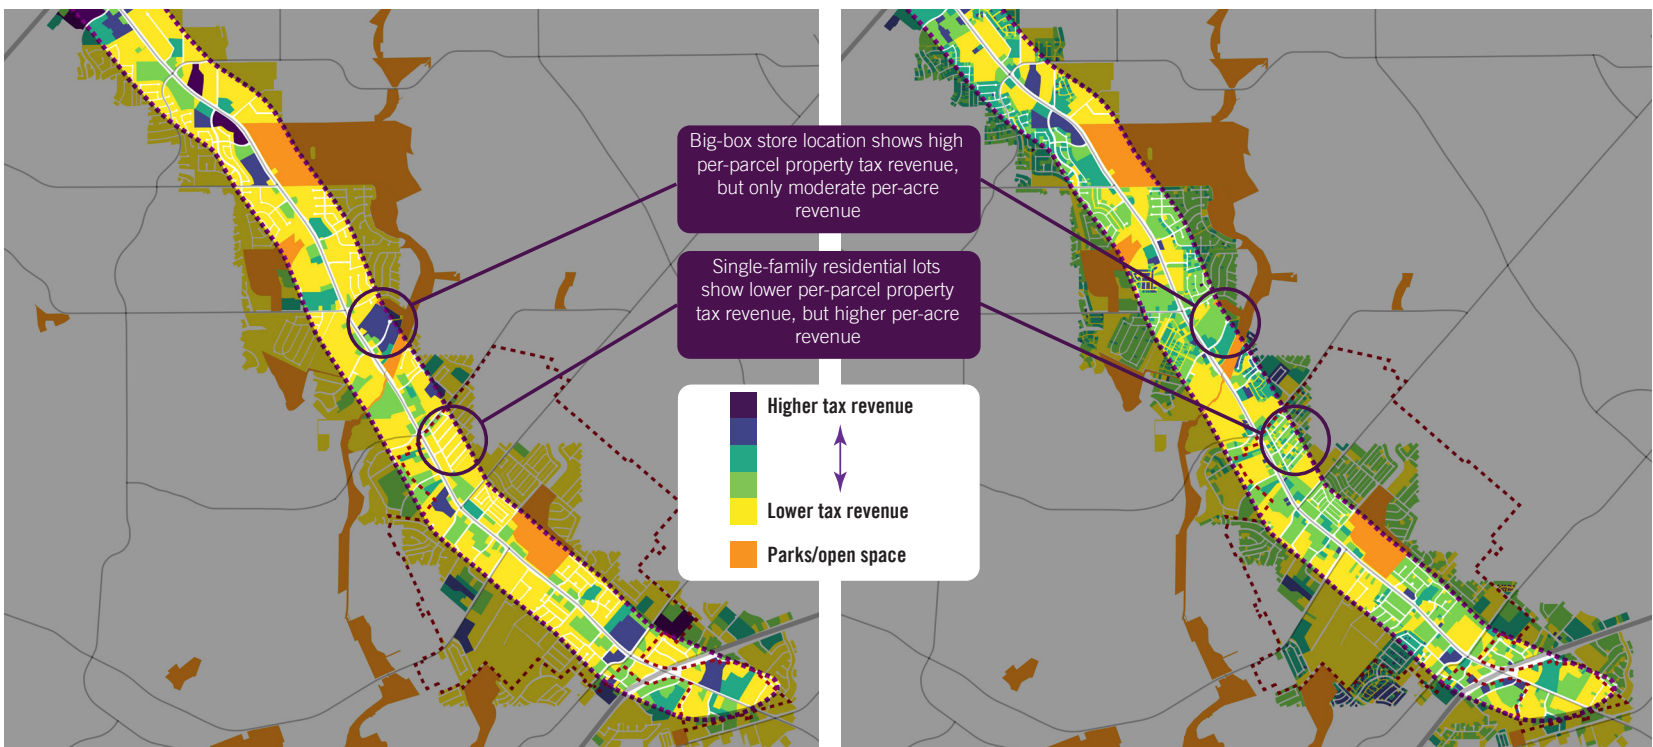 Big-box store location shows high
per-parcel property tax revenue,
but only moderate per-acre
revenue
Single-family residential lots
show lower per-parcel property
tax revenue, but higher per-acre
revenue
Higher tax revenue
Lower tax revenue
Parks/open space